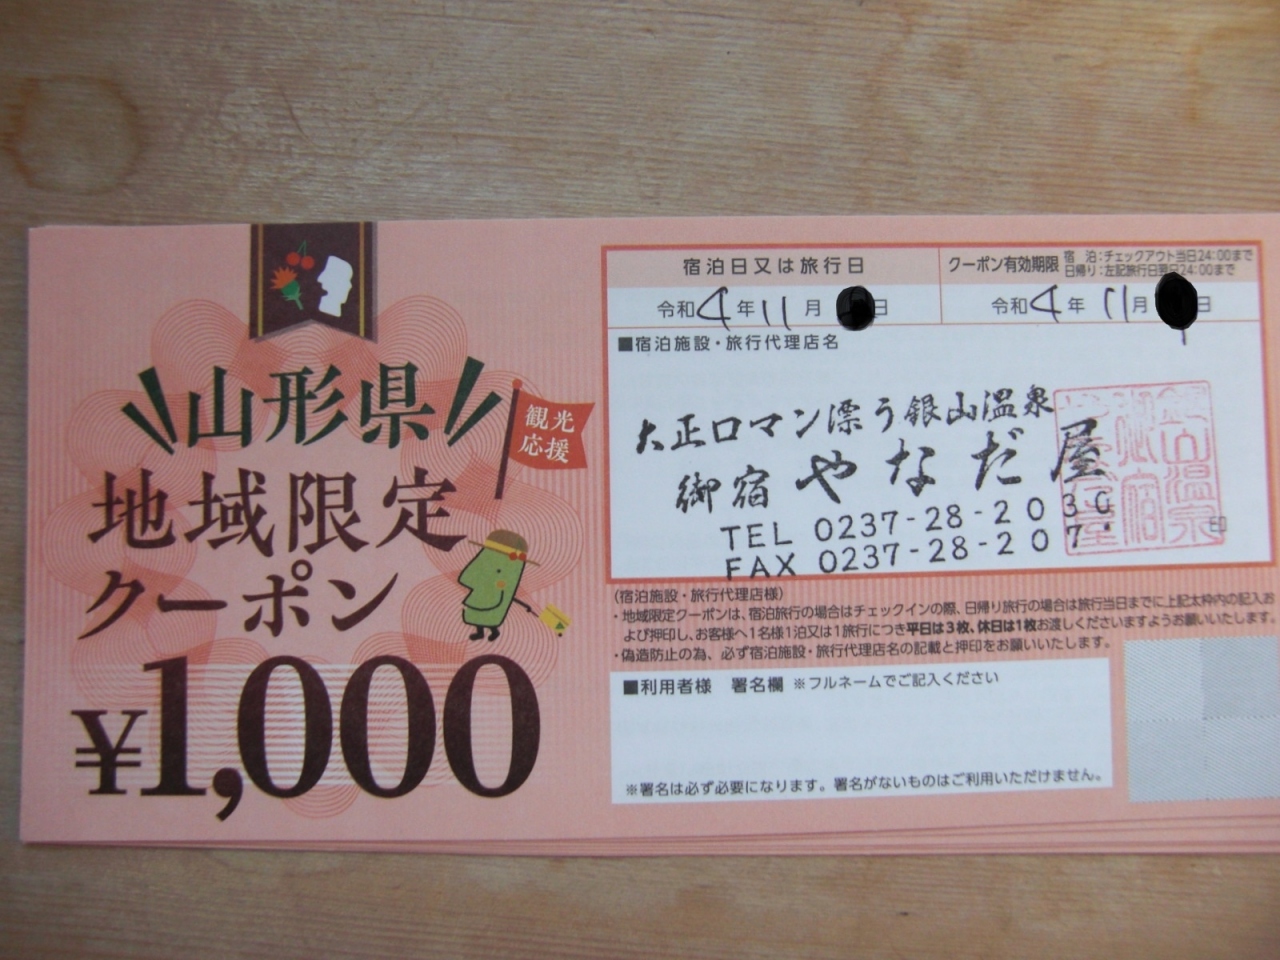 山形県
観光
応援
地域限定
クーポン
¥1,000
宿泊日又は旅行日
クーポン有効期限
宿　泊：チェックアウト当日24:00まで
日帰り：左記旅行日当日24:00まで
令和4年11月 日
令和4年11月 日
■宿泊施設・旅行代理店名
大正ロマン漂う銀山温泉
御宿 やなだ屋
TEL 0237-28-2030
FAX 0237-28-207
印
(宿泊施設・旅行代理店様)
・地域限定クーポンは、宿泊旅行の場合はチェックインの際、日帰り旅行の場合は旅行当日までに上記太枠内の記入お
よび押印し、お客様へ1名様1泊又は1旅行につき平日は3枚、休日は1枚お渡しくださいますようお願いいたします。
・偽造防止の為、必ず宿泊施設・旅行代理店名の記載と押印をお願いいたします。
■利用者様　署名欄 ※フルネームでご記入ください
※署名は必ず必要になります。署名がないものはご利用いただけません。